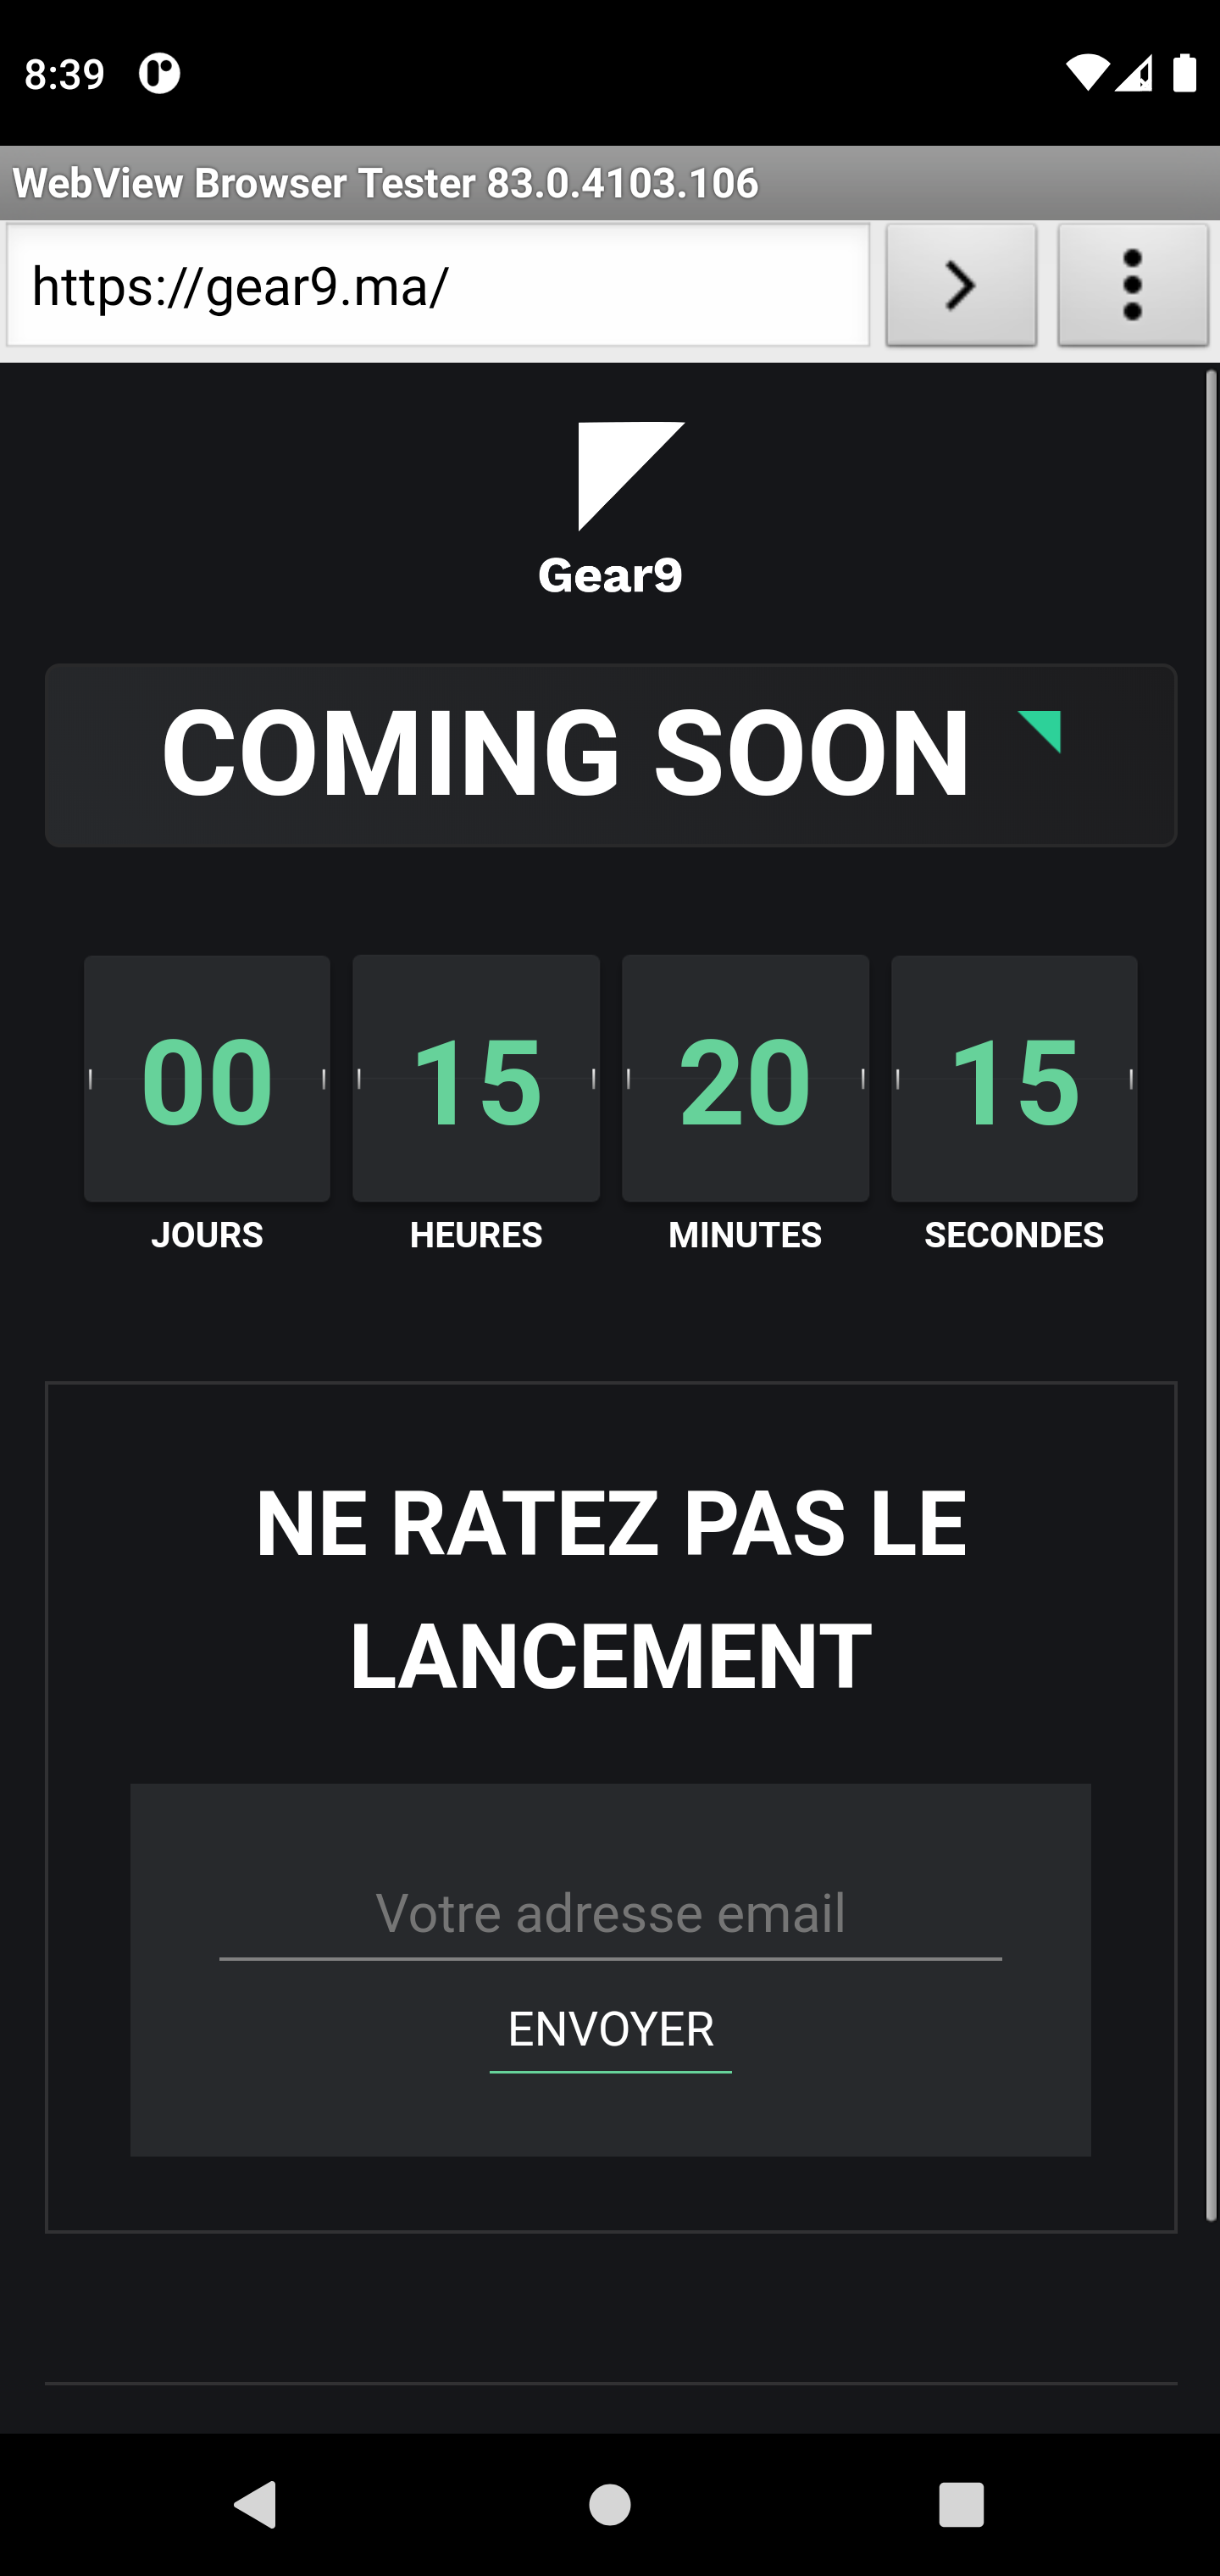 8:39
WebView Browser Tester 83.0.4103.106
https://gear9.ma/
Gear9
COMING SOON
00 15 20 15
JOURS HEURES MINUTES SECONDES
NE RATEZ PAS LE
LANCEMENT
Votre adresse email
ENVOYER